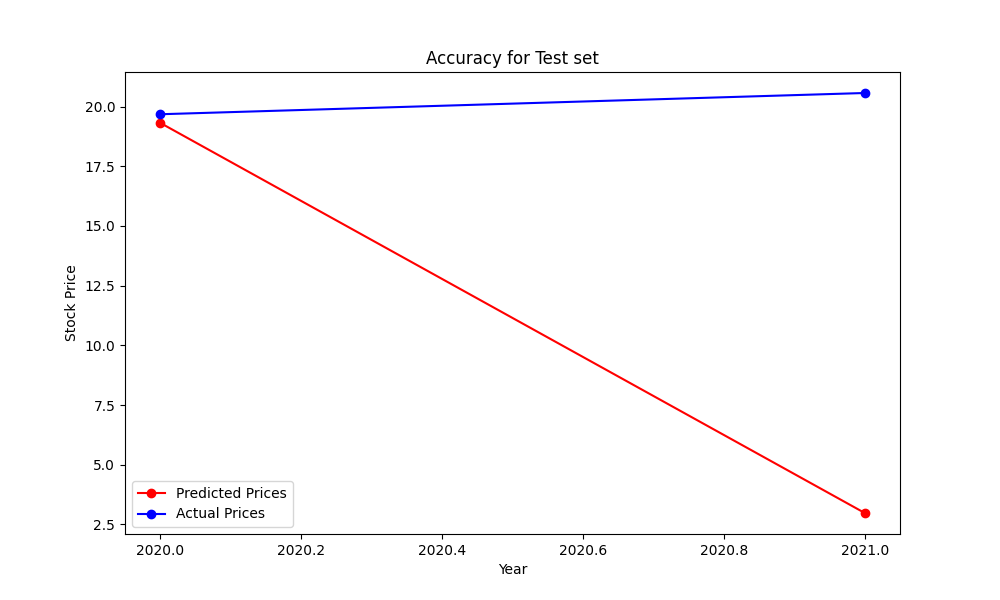 Accuracy for Test set
Stock Price
20.0
17.5
15.0
12.5
10.0
7.5
5.0
2.5
Predicted Prices
Actual Prices
2020.0 2020.2 2020.4 2020.6 2020.8 2021.0
Year